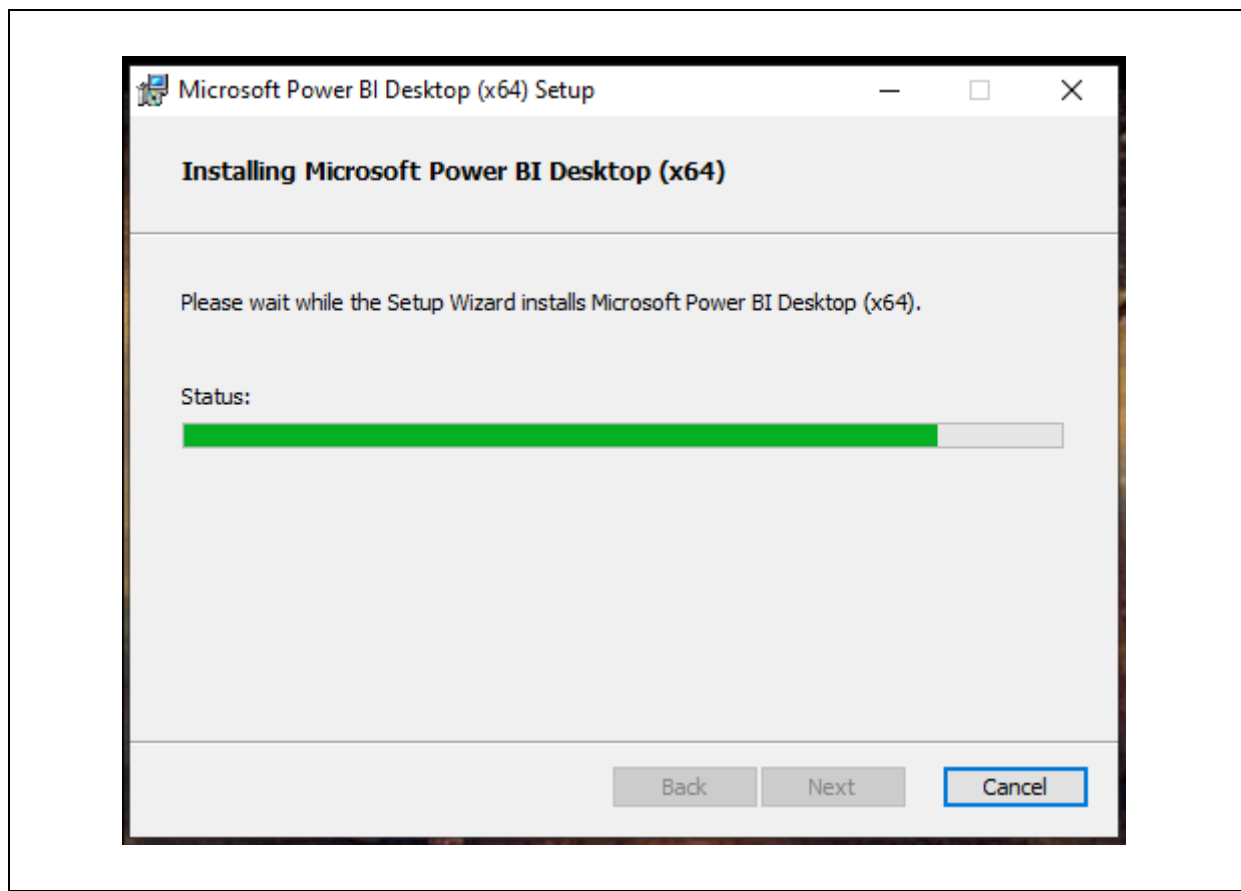 Microsoft Power BI Desktop (x64) Setup
Installing Microsoft Power BI Desktop (x64)
Please wait while the Setup Wizard installs Microsoft Power BI Desktop (x64).
Status:
Back Next Cancel